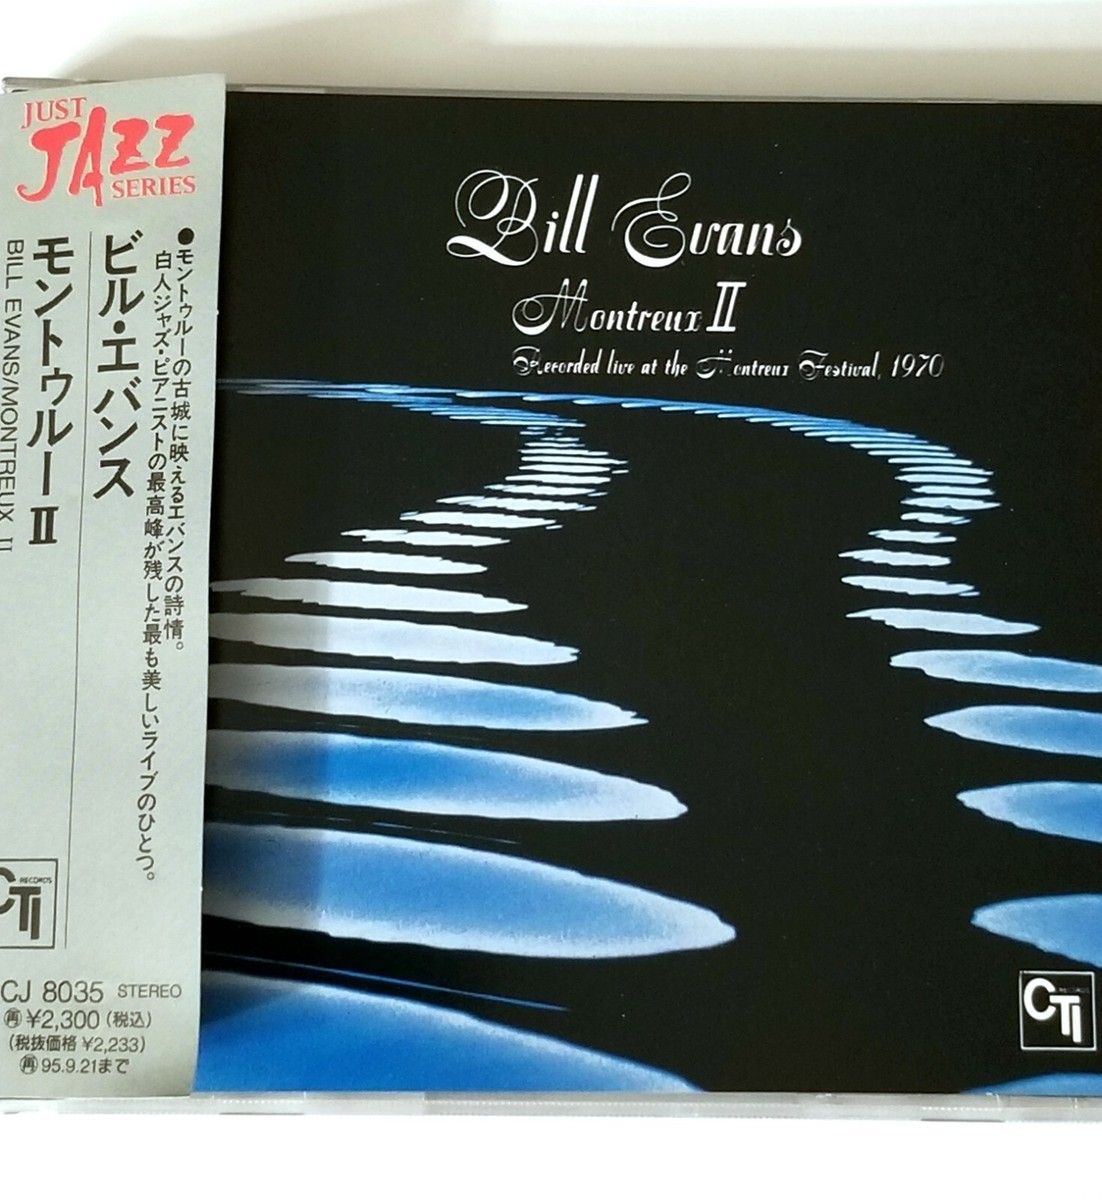 JUST
JAZZ
SERIES
●モントゥルーの古城に映えるエバンスの詩情。
白人ジャズ・ピアニストの最高峰が残した最も美しいライブのひとつ。
ビル・エバンス
モントゥルーⅡ
BILL EVANS/MONTREUX II
CTI
RECORDS
CJ 8035 STEREO
再¥2,300(税込)
(税抜価格 ¥2,233)
再95.9.21まで
Bill Evans
Montreux II
Recorded live at the Montreux Festival, 1970
CTI
RECORDS